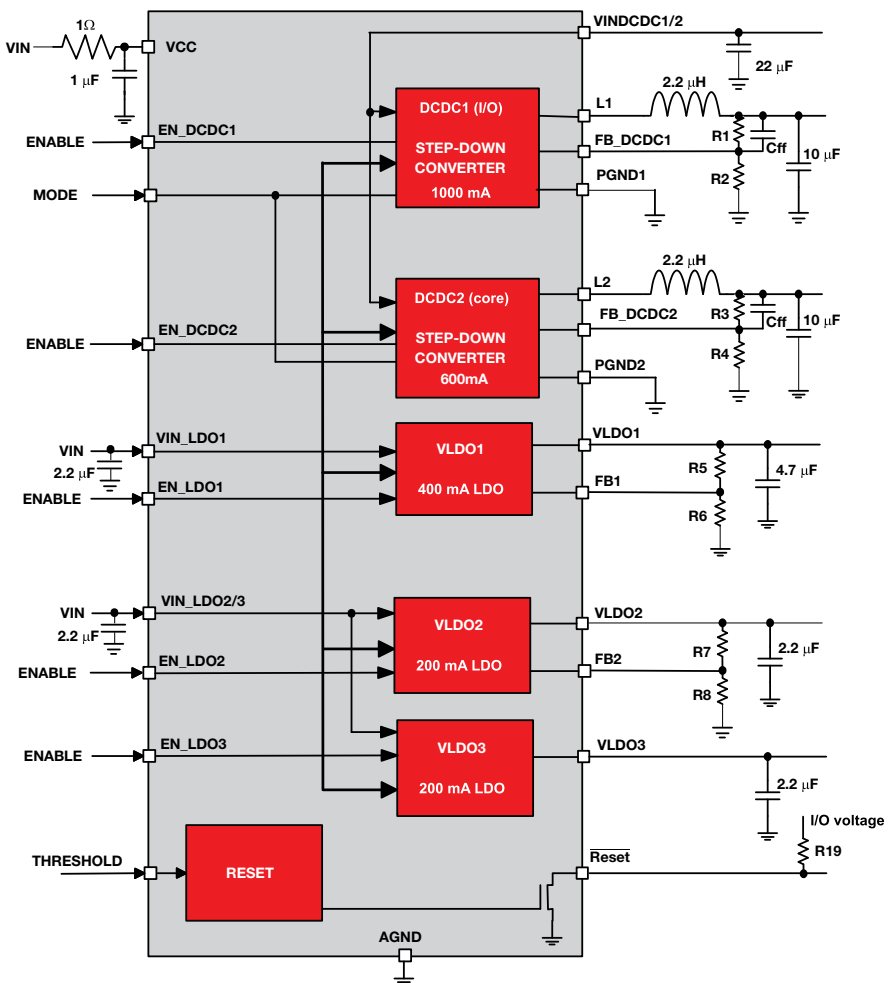 1Ω
VIN
VCC
1 μF
VINDCDC1/2
22 μF
2.2 μH
DCDC1 (I/O)
STEP-DOWN
CONVERTER
1000 mA
L1
ENABLE
EN_DCDC1
FB_DCDC1
R1
Cff
10 μF
R2
MODE
PGND1
2.2 μH
DCDC2 (core)
STEP-DOWN
CONVERTER
600mA
L2
R3
Cff
10 μF
FB_DCDC2
ENABLE
EN_DCDC2
R4
PGND2
VIN
VIN_LDO1
2.2 μF
VLDO1
400 mA LDO
VLDO1
R5
4.7 μF
ENABLE
EN_LDO1
FB1
R6
VIN
VIN_LDO2/3
2.2 μF
VLDO2
200 mA LDO
VLDO2
R7
2.2 μF
ENABLE
EN_LDO2
FB2
R8
ENABLE
EN_LDO3
VLDO3
200 mA LDO
VLDO3
2.2 μF
I/O voltage
R19
THRESHOLD
RESET
Reset
AGND